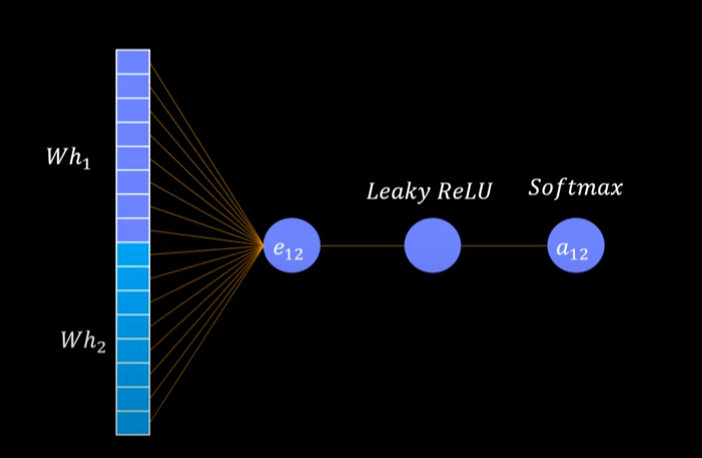 Wh₁
Leaky ReLU
Softmax
e₁₂
a₁₂
Wh₂